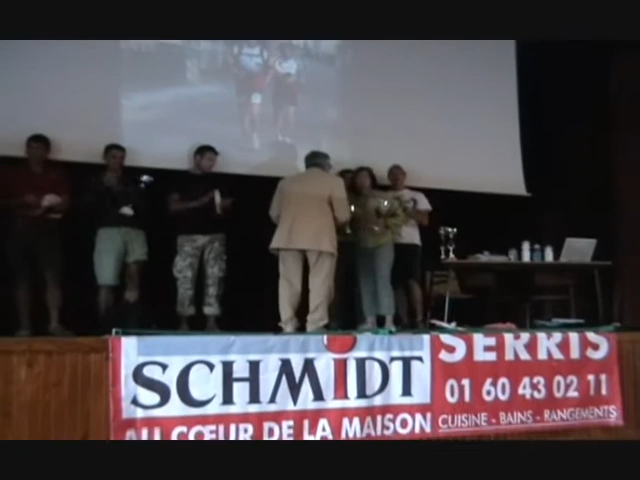 SCHMIDT
AU CŒUR DE LA MAISON
SERRIS
01 60 43 02 11
CUISINE - BAINS - RANGEMENTS